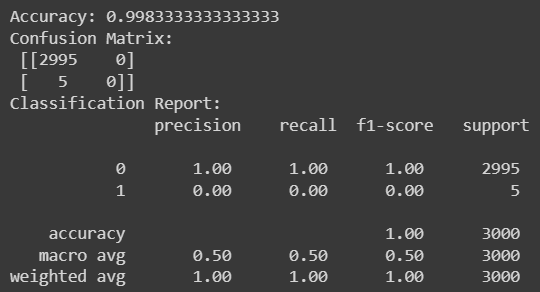 Accuracy: 0.9983333333333333
Confusion Matrix:
[[2995 0]
[ 5 0]]
Classification Report:
precision recall f1-score support
0 1.00 1.00 1.00 2995
1 0.00 0.00 0.00 5
accuracy 1.00 3000
macro avg 0.50 0.50 0.50 3000
weighted avg 1.00 1.00 1.00 3000